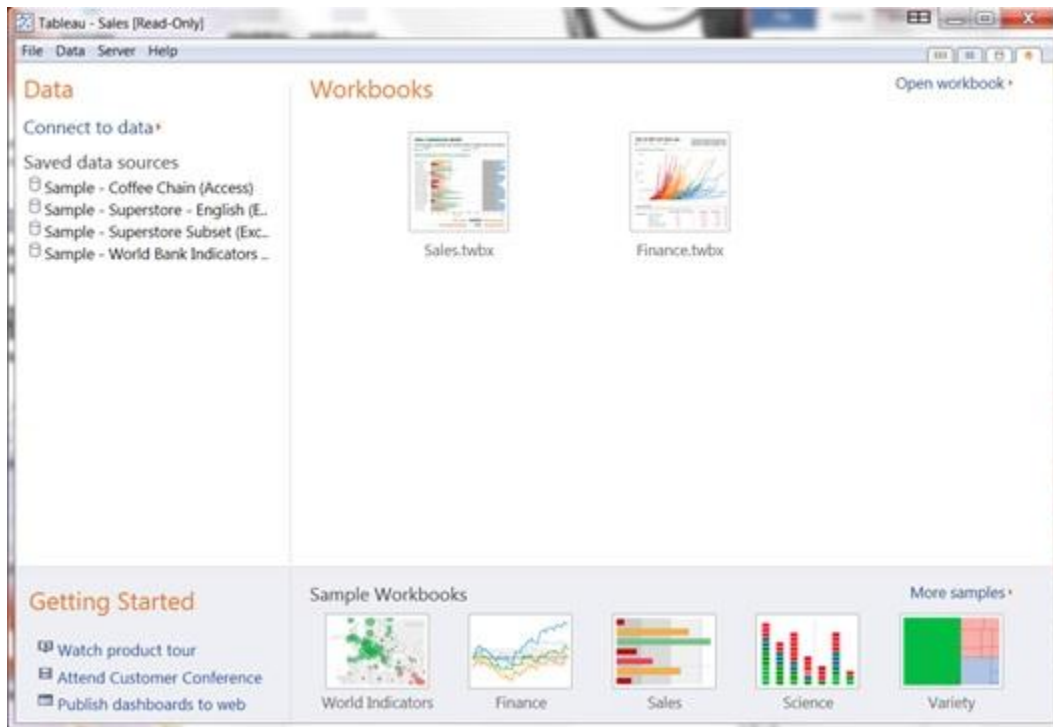 Tableau - Sales [Read-Only]
File Data Server Help
Data
Connect to data
Saved data sources
Sample - Coffee Chain (Access)
Sample - Superstore - English (E...
Sample - Superstore Subset (Exc...
Sample - World Bank Indicators ...
Workbooks
Open workbook
Sales.twbx
Finance.twbx
Getting Started
Watch product tour
Attend Customer Conference
Publish dashboards to web
Sample Workbooks
More samples
World Indicators
Finance
Sales
Science
Variety